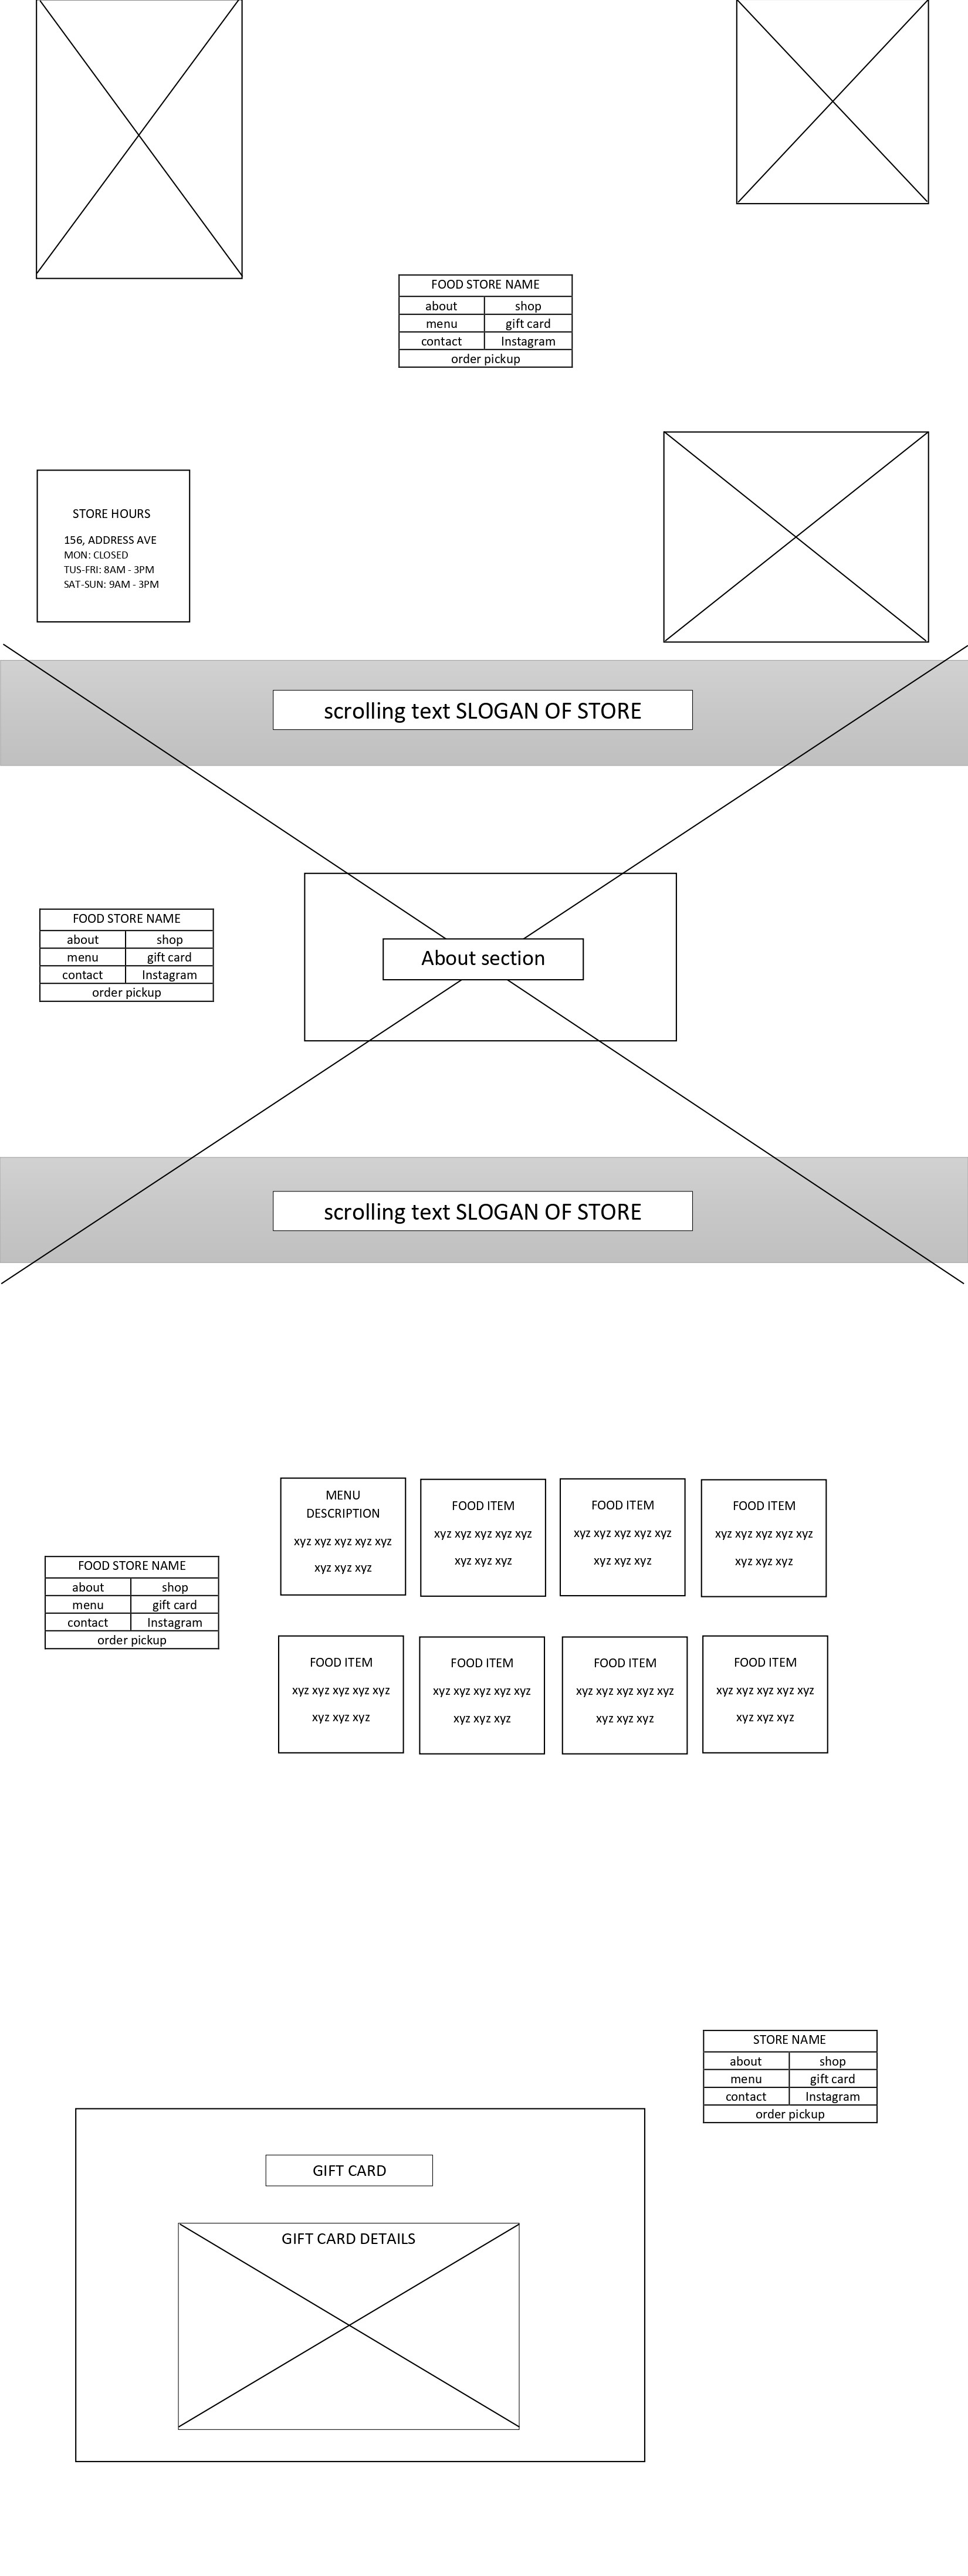 FOOD STORE NAME
about shop
menu gift card
contact Instagram
order pickup
STORE HOURS
156, ADDRESS AVE
MON: CLOSED
TUS-FRI: 8AM - 3PM
SAT-SUN: 9AM - 3PM
scrolling text SLOGAN OF STORE
FOOD STORE NAME
about shop
menu gift card
contact Instagram
order pickup
About section
scrolling text SLOGAN OF STORE
FOOD STORE NAME
about shop
menu gift card
contact Instagram
order pickup
MENU
DESCRIPTION
xyz xyz xyz xyz xyz
xyz xyz xyz
FOOD ITEM
xyz xyz xyz xyz xyz
xyz xyz xyz
FOOD ITEM
xyz xyz xyz xyz xyz
xyz xyz xyz
FOOD ITEM
xyz xyz xyz xyz xyz
xyz xyz xyz
FOOD ITEM
xyz xyz xyz xyz xyz
xyz xyz xyz
FOOD ITEM
xyz xyz xyz xyz xyz
xyz xyz xyz
FOOD ITEM
xyz xyz xyz xyz xyz
xyz xyz xyz
FOOD ITEM
xyz xyz xyz xyz xyz
xyz xyz xyz
STORE NAME
about shop
menu gift card
contact Instagram
order pickup
GIFT CARD
GIFT CARD DETAILS